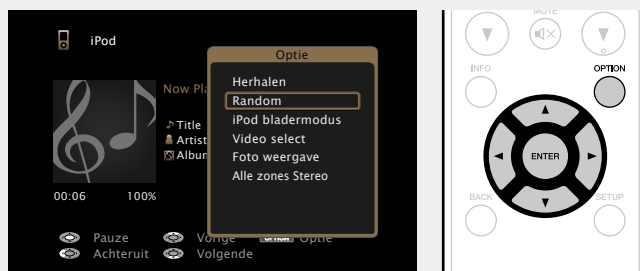 iPod
Optie
Herhalen
Random
iPod bladermodus
Video select
Foto weergave
Alle zones Stereo
Now Pla
Title
Artist
Album
00:06 100%
Pauze Vorige OPTION Optie
Achteruit Volgende
MUTE
INFO OPTION
ENTER
BACK SETUP